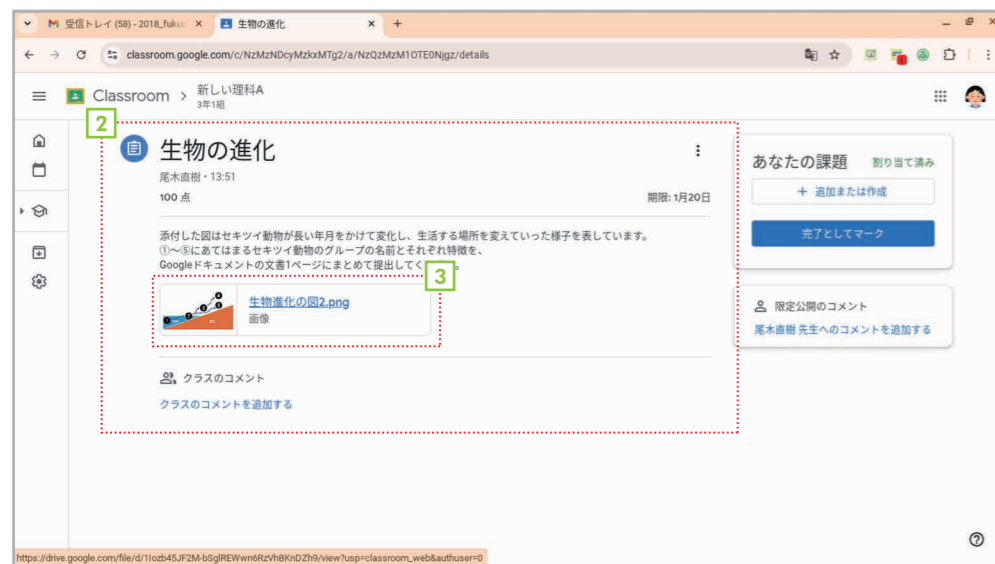 受信トレイ (58) - 2018_fuku
生物の進化
classroom.google.com/c/NzMzNDcyMzkxMTg2/a/NzQzMzM1OTE0Njgz/details
Classroom > 新しい理科A
3年1組
2
生物の進化
尾木直樹・13:51
100 点
期限: 1月20日
添付した図はセキツイ動物が長い年月をかけて変化し、生活する場所を変えていった様子を表しています。
①〜⑤にあてはまるセキツイ動物のグループの名前とそれぞれ特徴を、
Googleドキュメントの文書1ページにまとめて提出してく
3
生物進化の図2.png
画像
クラスのコメント
クラスのコメントを追加する
あなたの課題
割り当て済み
+ 追加または作成
完了としてマーク
限定公開のコメント
尾木直樹 先生へのコメントを追加する
https://drive.google.com/file/d/1Iozb45JF2M-bSglREWwn6RzVhBKnDZh9/view?usp=classroom_web&authuser=0